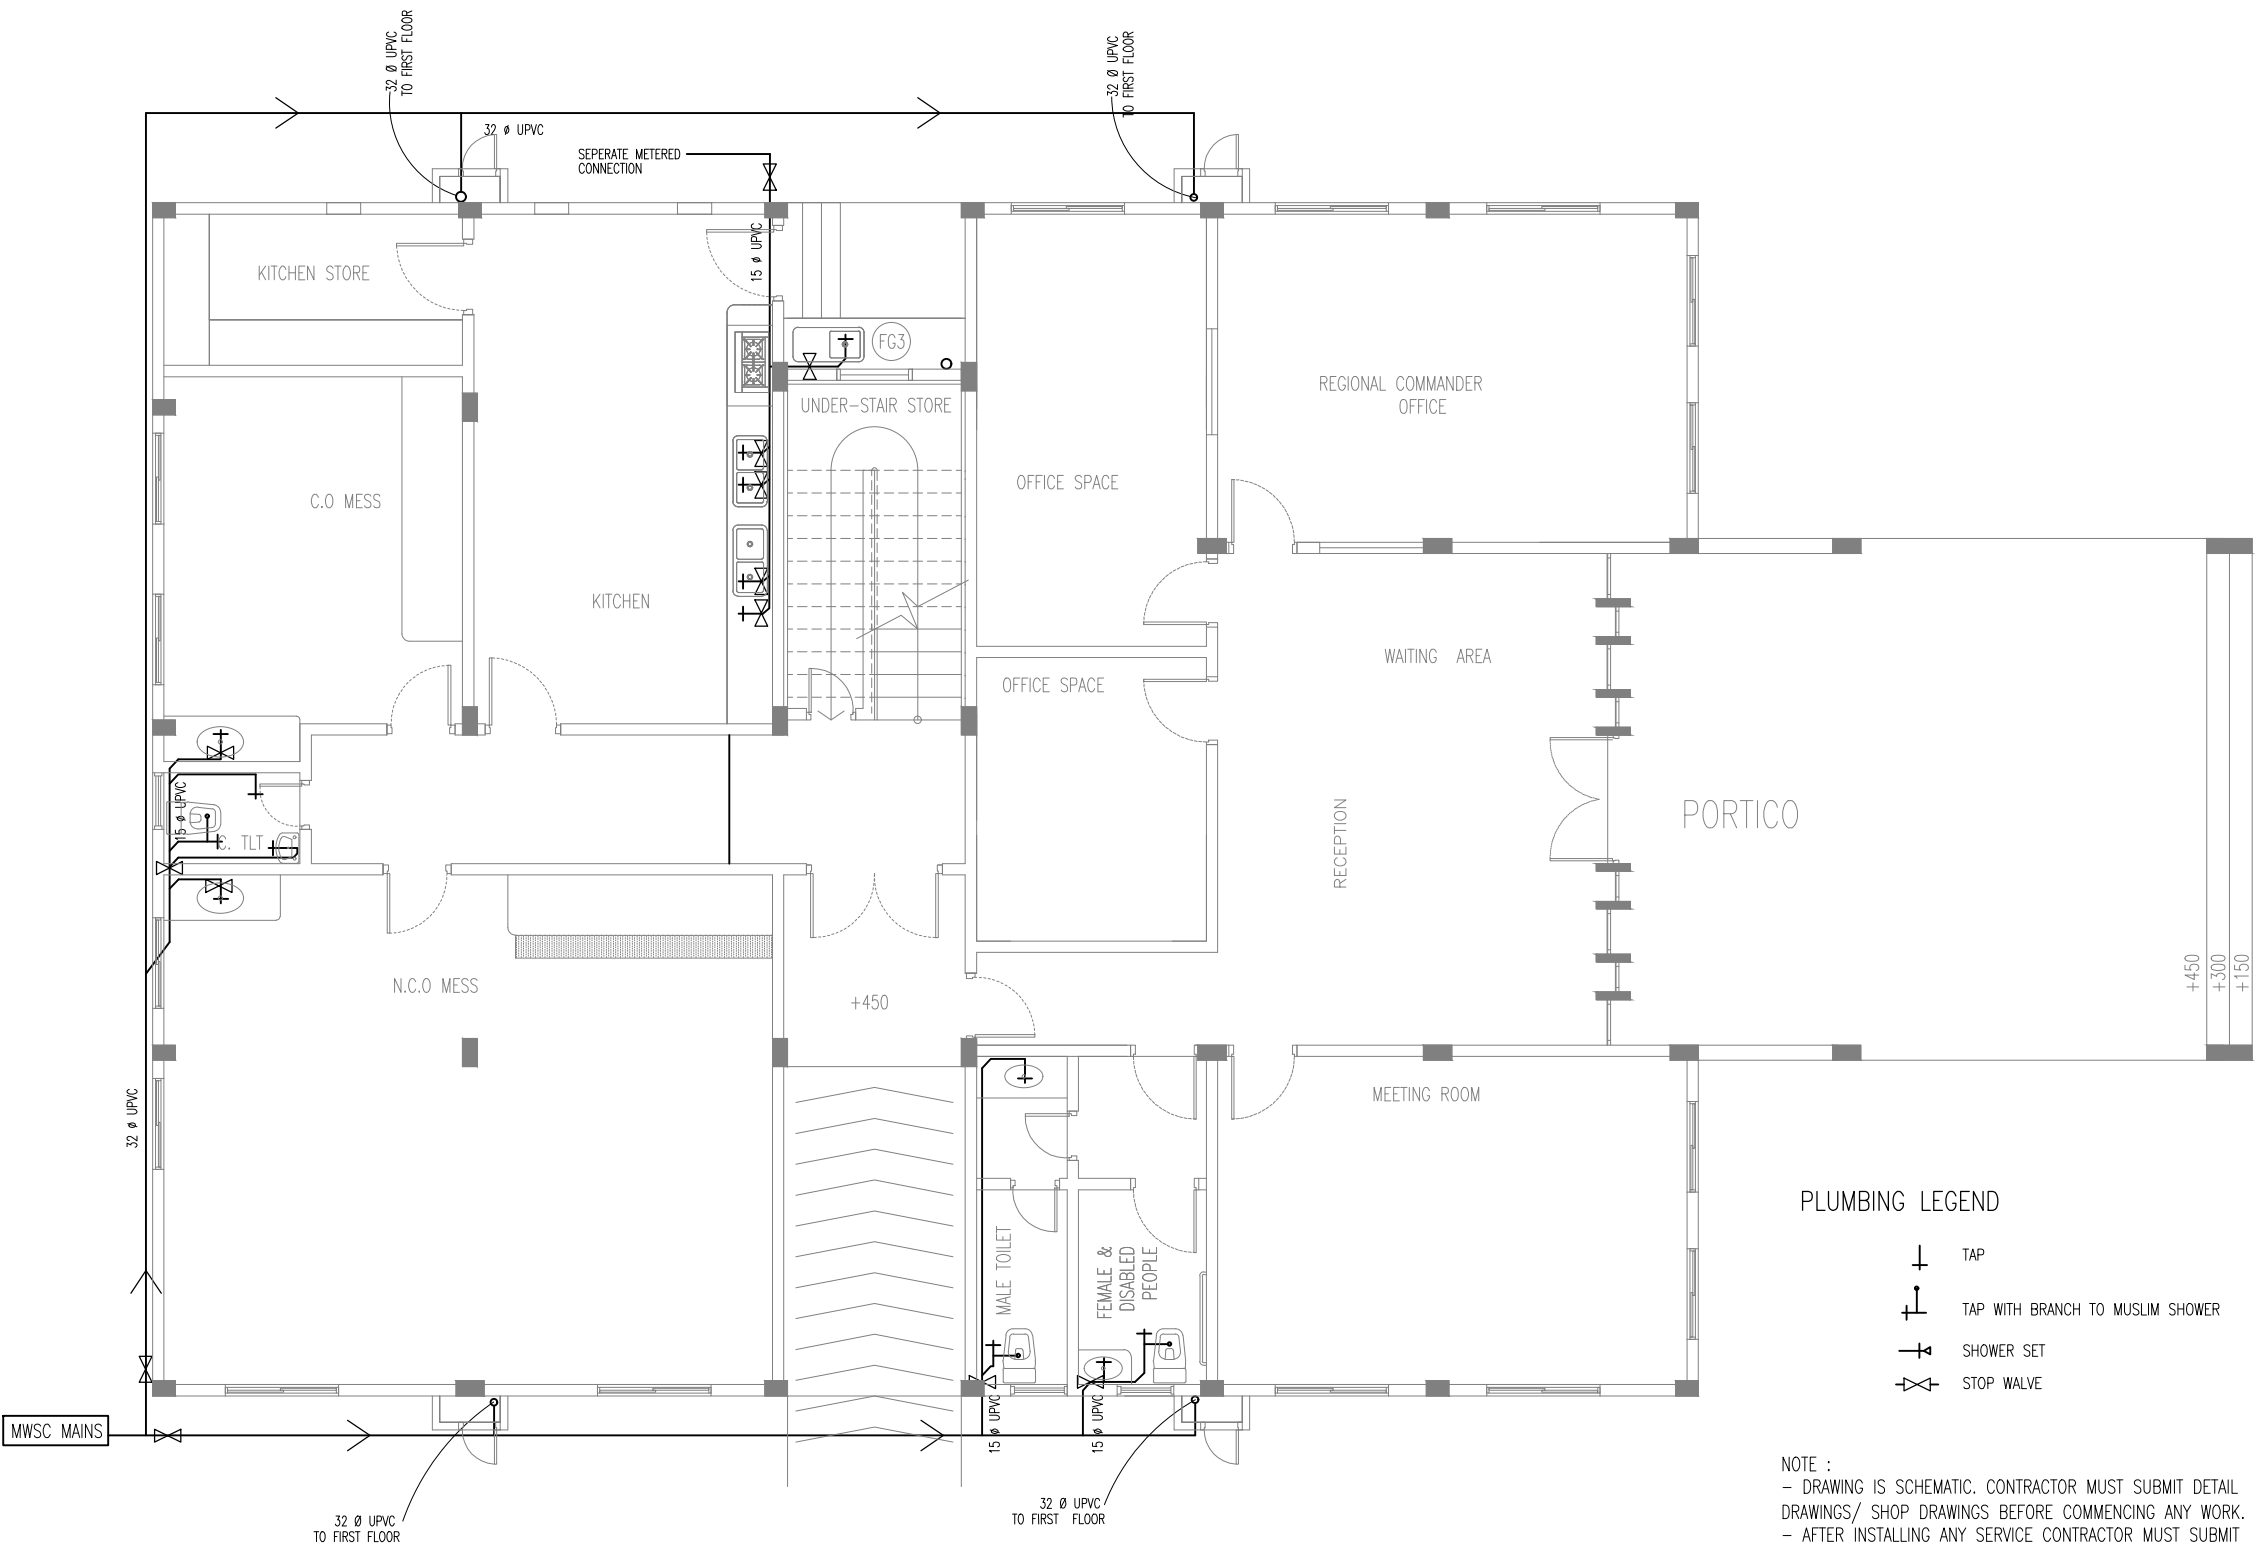 32 Ø UPVC
TO FIRST FLOOR
32 Ø UPVC
TO FIRST FLOOR
32 ø UPVC
SEPERATE METERED
CONNECTION
15 ø UPVC
KITCHEN STORE
FG3
UNDER-STAIR STORE
REGIONAL COMMANDER
OFFICE
OFFICE SPACE
C.O MESS
KITCHEN
WAITING AREA
OFFICE SPACE
15 ø UPVC
C. TLT
RECEPTION
PORTICO
N.C.O MESS
+450
+450
+300
+150
32 ø UPVC
MEETING ROOM
MALE TOILET
FEMALE &
DISABLED
PEOPLE
PLUMBING LEGEND
TAP
TAP WITH BRANCH TO MUSLIM SHOWER
SHOWER SET
STOP WALVE
MWSC MAINS
15 ø UPVC
15 ø UPVC
32 Ø UPVC
TO FIRST FLOOR
32 Ø UPVC
TO FIRST FLOOR
NOTE :
- DRAWING IS SCHEMATIC. CONTRACTOR MUST SUBMIT DETAIL
DRAWINGS/ SHOP DRAWINGS BEFORE COMMENCING ANY WORK.
- AFTER INSTALLING ANY SERVICE CONTRACTOR MUST SUBMIT